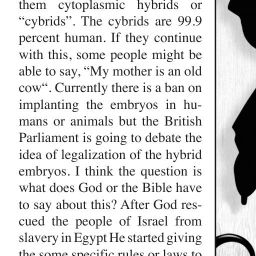 them cytoplasmic hybrids or
“cybrids”. The cybrids are 99.9
percent human. If they continue
with this, some people might be
able to say, “My mother is an old
cow“. Currently there is a ban on
implanting the embryos in hu-
mans or animals but the British
Parliament is going to debate the
idea of legalization of the hybrid
embryos. I think the question is
what does God or the Bible have
to say about this? After God res-
cued the people of Israel from
slavery in Egypt He started giving
the some specific rules or laws to